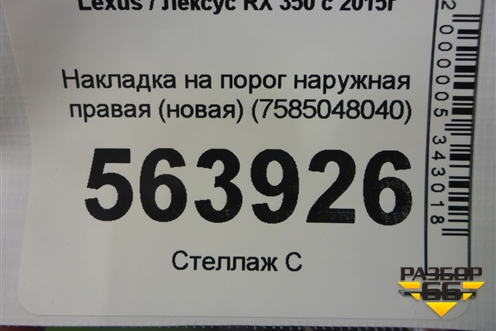 Lexus / Лексус RX 350 с 2015г
Накладка на порог наружная
правая (новая) (7585048040)
563926
Стеллаж С
2000005343018
РАЗБОР
66